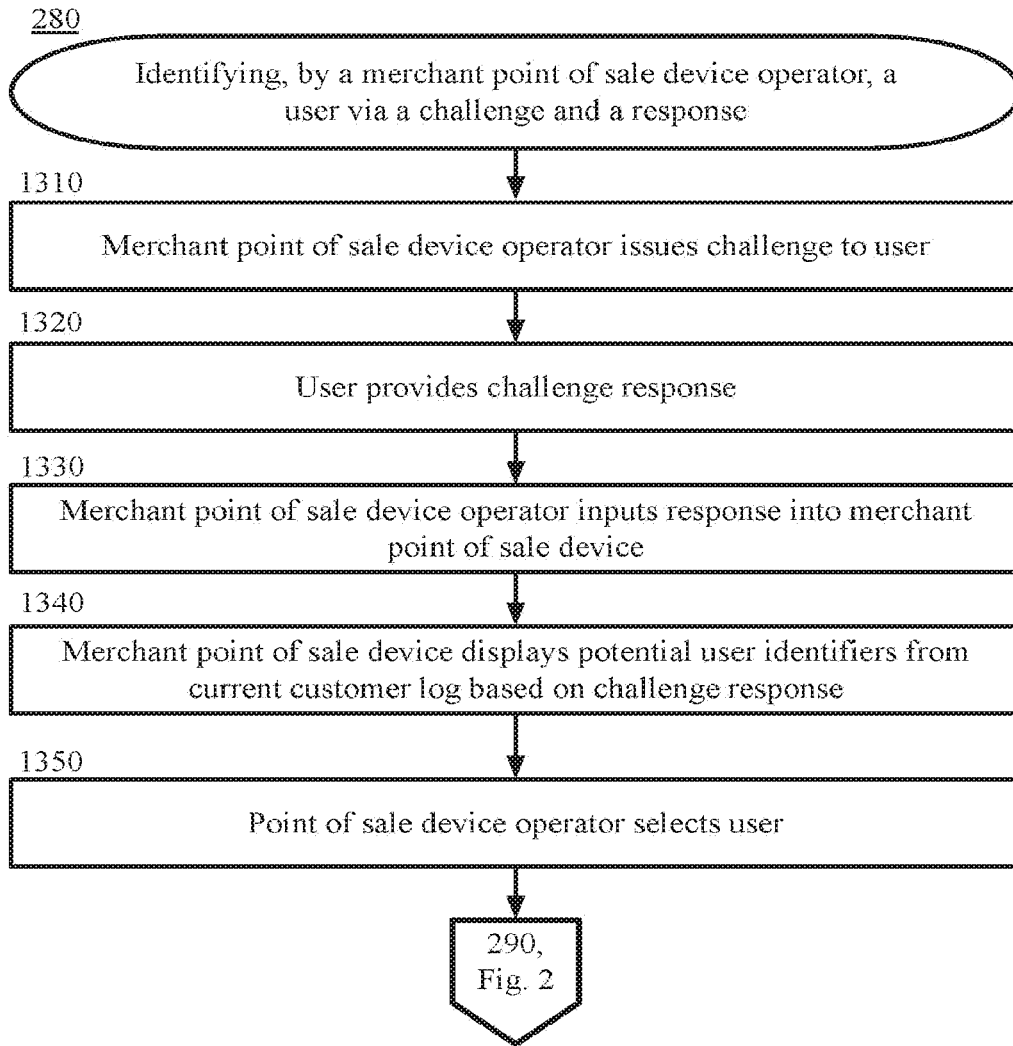 280
Identifying, by a merchant point of sale device operator, a
user via a challenge and a response
1310
Merchant point of sale device operator issues challenge to user
1320
User provides challenge response
1330
Merchant point of sale device operator inputs response into merchant
point of sale device
1340
Merchant point of sale device displays potential user identifiers from
current customer log based on challenge response
1350
Point of sale device operator selects user
290,
Fig. 2